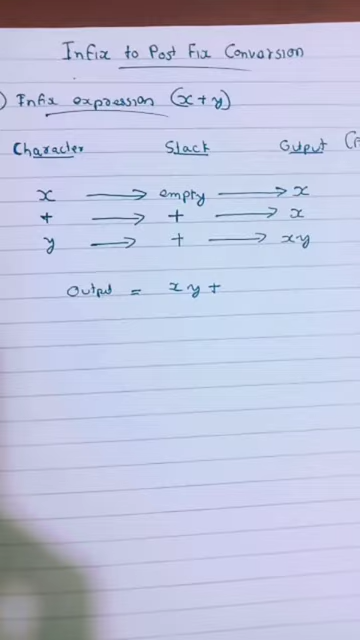 Infix to Post Fix Conversion
) Infix expression (x+y)
Character Stack Output (
x → empty → x
+ → + → x
y → + → xy
Output = xy+